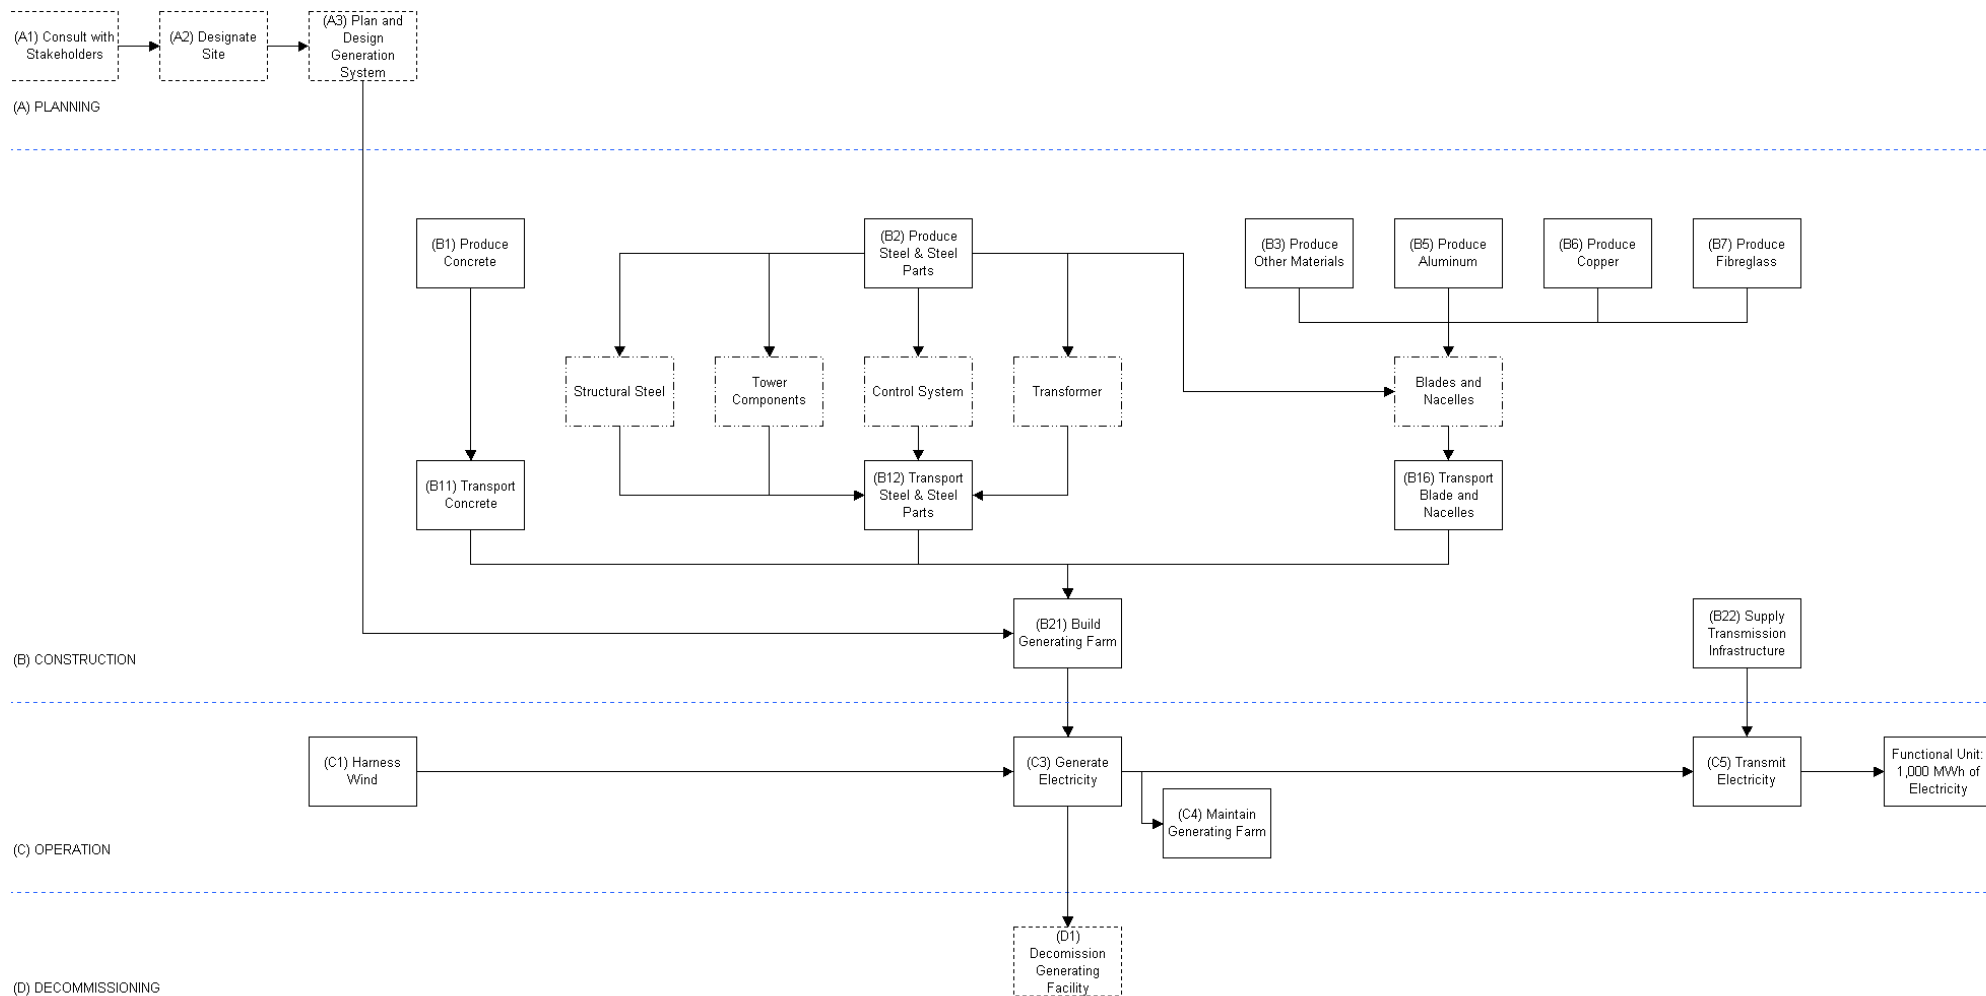 (A1) Consult with
Stakeholders
(A2) Designate
Site
(A3) Plan and
Design
Generation
System
(A) PLANNING
(B1) Produce
Concrete
(B2) Produce
Steel & Steel
Parts
(B3) Produce
Other Materials
(B5) Produce
Aluminum
(B6) Produce
Copper
(B7) Produce
Fibreglass
Structural Steel
Tower
Components
Control System
Transformer
Blades and
Nacelles
(B11) Transport
Concrete
(B12) Transport
Steel & Steel
Parts
(B16) Transport
Blade and
Nacelles
(B21) Build
Generating Farm
(B22) Supply
Transmission
Infrastructure
(B) CONSTRUCTION
(C1) Harness
Wind
(C3) Generate
Electricity
(C5) Transmit
Electricity
Functional Unit:
1,000 MWh of
Electricity
(C4) Maintain
Generating Farm
(C) OPERATION
(D1)
Decomission
Generating
Facility
(D) DECOMMISSIONING